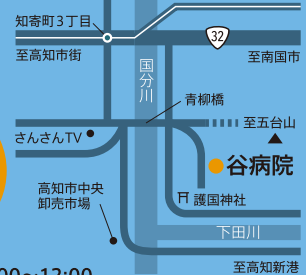 知寄町3丁目
32
至高知市街
至南国市
国分川
青柳橋
至五台山
さんさんTV
谷病院
高知市中央
卸売市場
護国神社
下田川
至高知新港